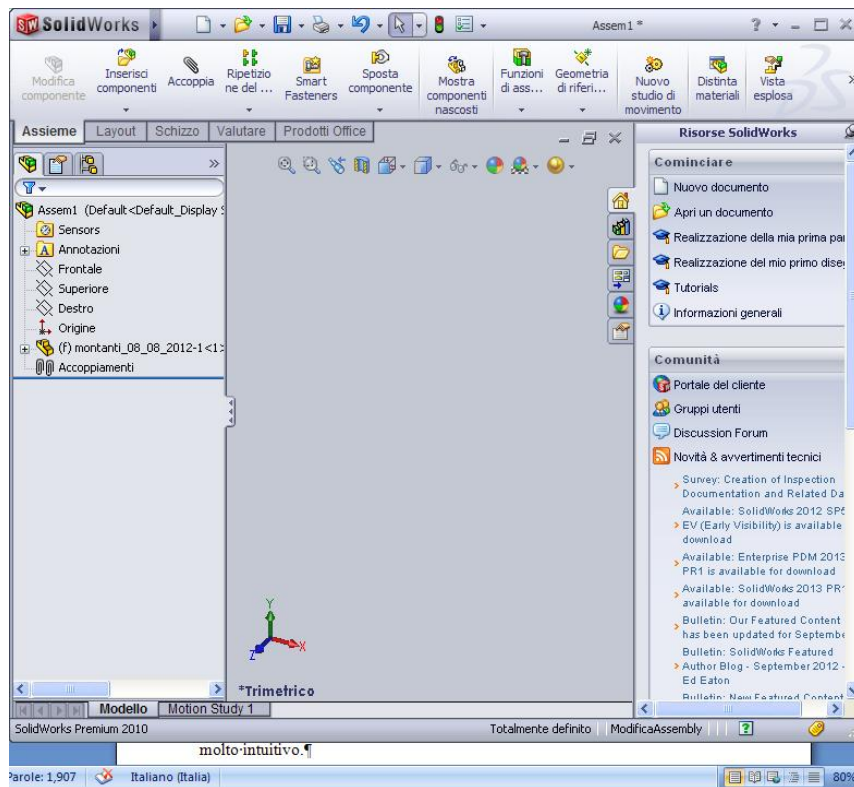 SolidWorks
Assem1 *
Modifica componente
Inserisci componenti
Accoppia
Ripetizio ne del ...
Smart Fasteners
Sposta componente
Mostra componenti nascosti
Funzioni di ass...
Geometria di riferi...
Nuovo studio di movimento
Distinta materiali
Vista esplosa
Assieme Layout Schizzo Valutare Prodotti Office
Assem1 (Default<Default_Display S
Sensors
Annotazioni
Frontale
Superiore
Destro
Origine
(f) montanti_08_08_2012-1<1>
Accoppiamenti
Y
X
Z
*Trimetrico
Risorse SolidWorks
Cominciare
Nuovo documento
Apri un documento
Realizzazione della mia prima par
Realizzazione del mio primo diseg
Tutorials
Informazioni generali
Comunità
Portale del cliente
Gruppi utenti
Discussion Forum
Novità & avvertimenti tecnici
Survey: Creation of Inspection
Documentation and Related Da
Available: SolidWorks 2012 SP5
EV (Early Visibility) is available
download
Available: Enterprise PDM 2013
PR1 is available for download
Available: SolidWorks 2013 PR1
available for download
Bulletin: Our Featured Content
has been updated for Septembe
Bulletin: SolidWorks Featured
Author Blog - September 2012 -
Ed Eaton
Bulletin: New Featured Content
Modello Motion Study 1
SolidWorks Premium 2010 Totalmente definito ModificaAssembly
molto·intuitivo.¶
Parole: 1,907 Italiano (Italia) 80%